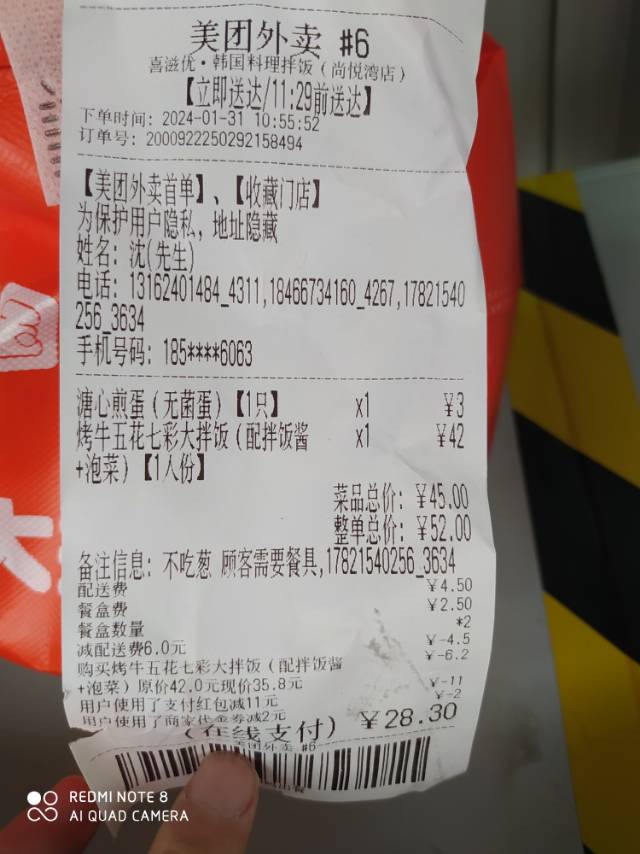 美团外卖 #6
喜滋优·韩国料理拌饭（尚悦湾店）
【立即送达/11:29前送达】
下单时间: 2024-01-31 10:55:52
订单号: 2000922250292158494
【美团外卖首单】、【收藏门店】
为保护用户隐私, 地址隐藏
姓名: 沈(先生)
电话: 13162401484_4311,18466734160_4267,17821540
256_3634
手机号码: 185****6063
溏心煎蛋（无菌蛋）【1只】 x1 ¥3
烤牛五花七彩大拌饭（配拌饭酱 x1 ¥42
+泡菜）【1人份】
菜品总价: ¥45.00
整单总价: ¥52.00
备注信息: 不吃葱 顾客需要餐具,17821540256_3634
配送费 ¥4.50
餐盒费 ¥2.50
餐盒数量 *2
减配送费6.0元 ¥-4.5
购买烤牛五花七彩大拌饭（配拌饭酱 ¥-6.2
+泡菜）原价42.0元现价35.8元
用户使用了支付红包减11元 ¥-11
用户使用了商家代金券减2元 ¥-2
(在线支付) ¥28.30
团外卖 #6
REDMI NOTE 8
AI QUAD CAMERA